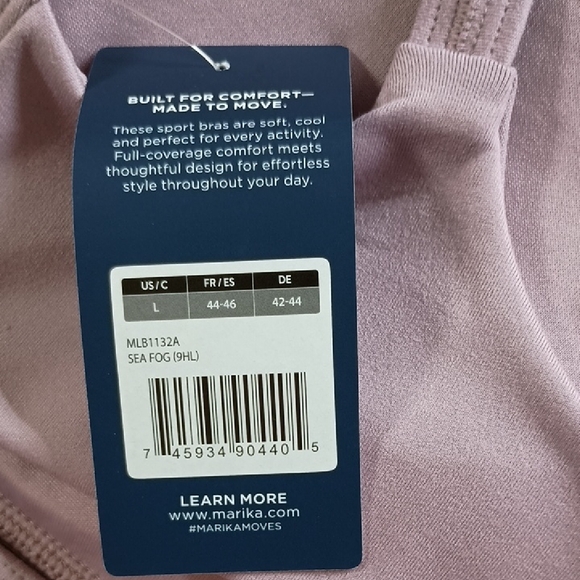 BUILT FOR COMFORT—
MADE TO MOVE.
These sport bras are soft, cool
and perfect for every activity.
Full-coverage comfort meets
thoughtful design for effortless
style throughout your day.
US/C FR/ES DE
L 44-46 42-44
MLB1132A
SEA FOG (9HL)
7 45934 90440 5
LEARN MORE
www.marika.com
#MARIKAMOVES